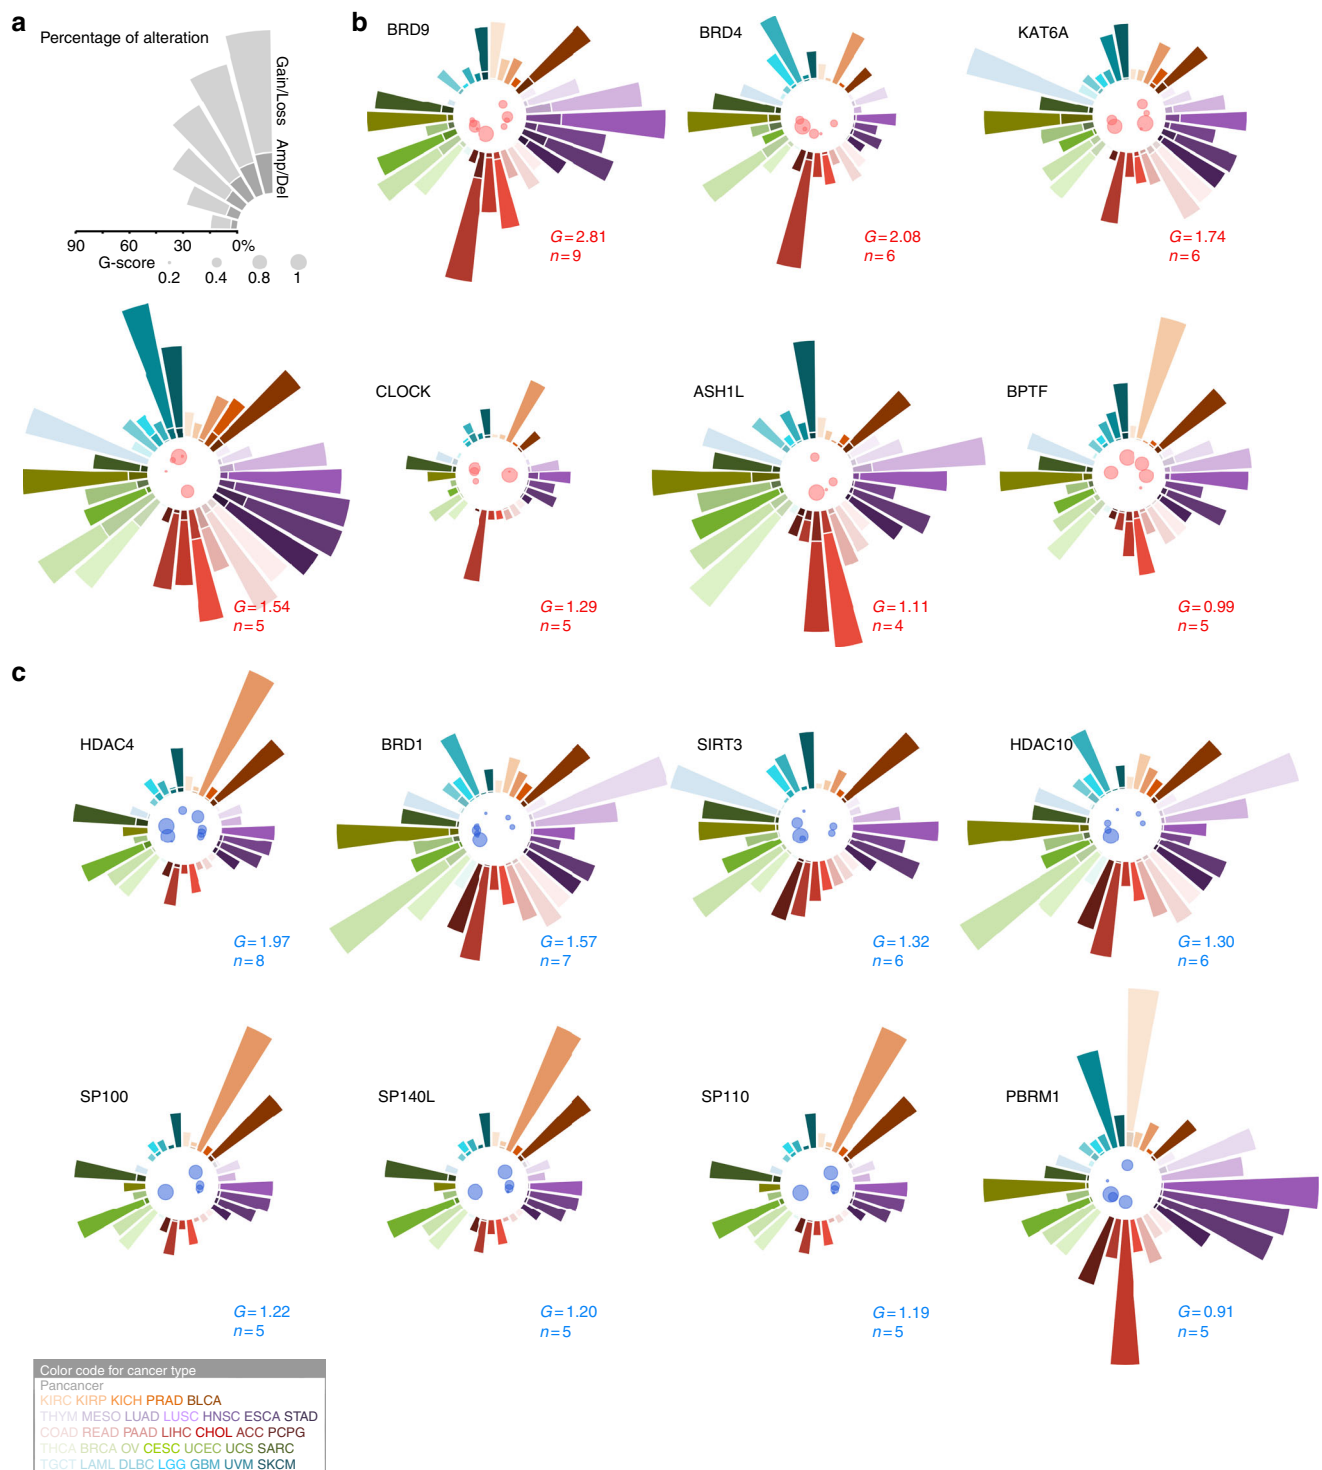 a
Percentage of alteration
Gain/Loss Amp/Del
90 60 30 0%
G-score
0.2 0.4 0.8 1
b
BRD9
G=2.81
n=9
BRD4
G=2.08
n=6
KAT6A
G=1.74
n=6
G=1.54
n=5
CLOCK
G=1.29
n=5
ASH1L
G=1.11
n=4
BPTF
G=0.99
n=5
c
HDAC4
G=1.97
n=8
BRD1
G=1.57
n=7
SIRT3
G=1.32
n=6
HDAC10
G=1.30
n=6
SP100
G=1.22
n=5
SP140L
G=1.20
n=5
SP110
G=1.19
n=5
PBRM1
G=0.91
n=5
Color code for cancer type
Pancancer
KIRC KIRP KICH PRAD BLCA
THYM MESO LUAD LUSC HNSC ESCA STAD
COAD READ PAAD LIHC CHOL ACC PCPG
THCA BRCA OV CESC UCEC UCS SARC
TGCT LAML DLBC LGG GBM UVM SKCM